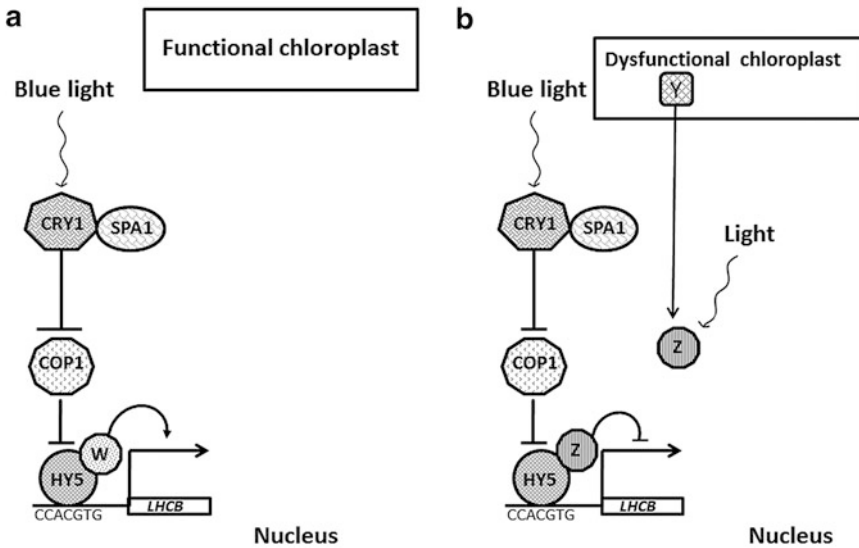 a
Functional chloroplast
Blue light
CRY1
SPA1
COP1
W
HY5
LHCB
CCACGTG
Nucleus
b
Dysfunctional chloroplast
Y
Blue light
CRY1
SPA1
Light
Z
COP1
Z
HY5
LHCB
CCACGTG
Nucleus